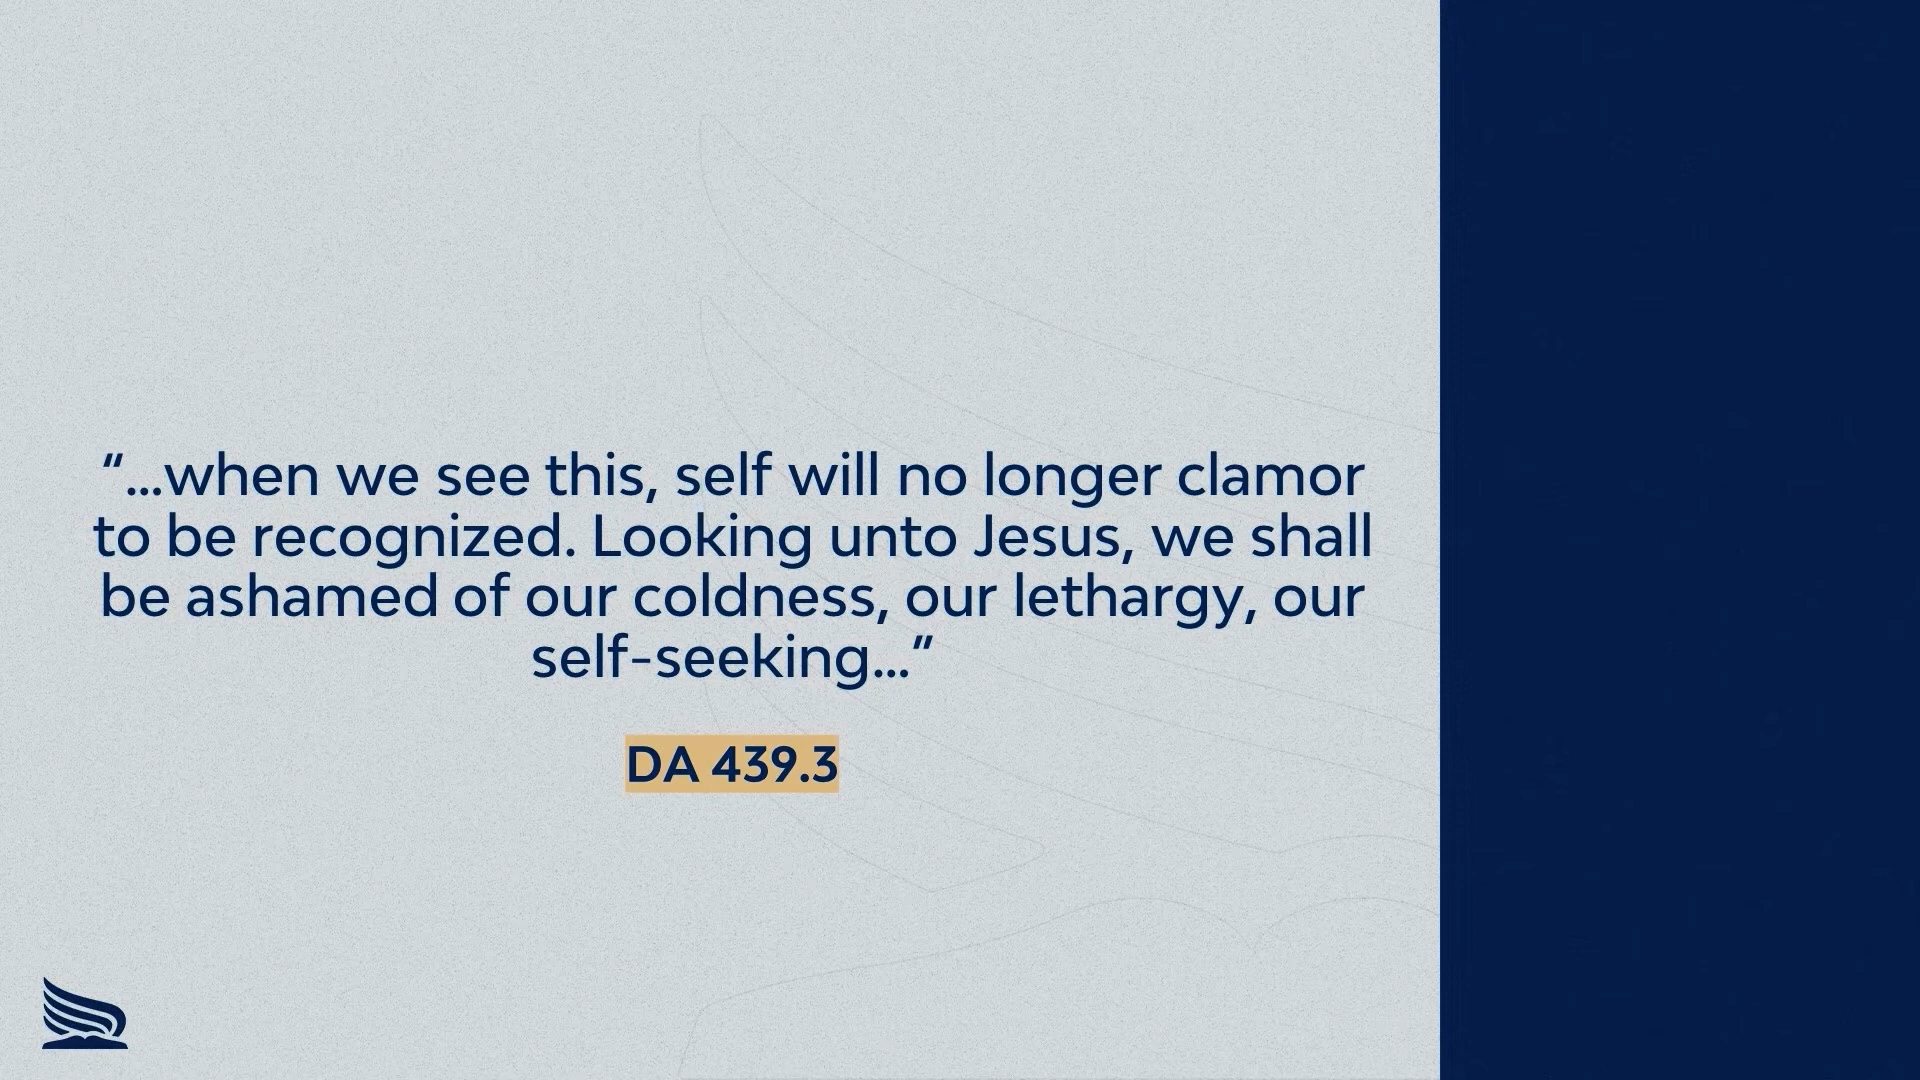 “...when we see this, self will no longer clamor
to be recognized. Looking unto Jesus, we shall
be ashamed of our coldness, our lethargy, our
self-seeking...”
DA 439.3